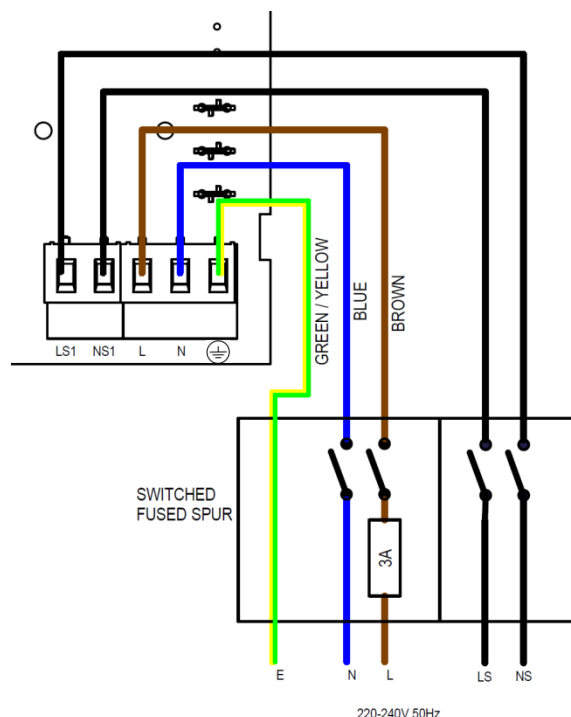 LS1 NS1 L N
GREEN / YELLOW
BLUE
BROWN
SWITCHED
FUSED SPUR
3A
E N L LS NS
220-240V 50Hz